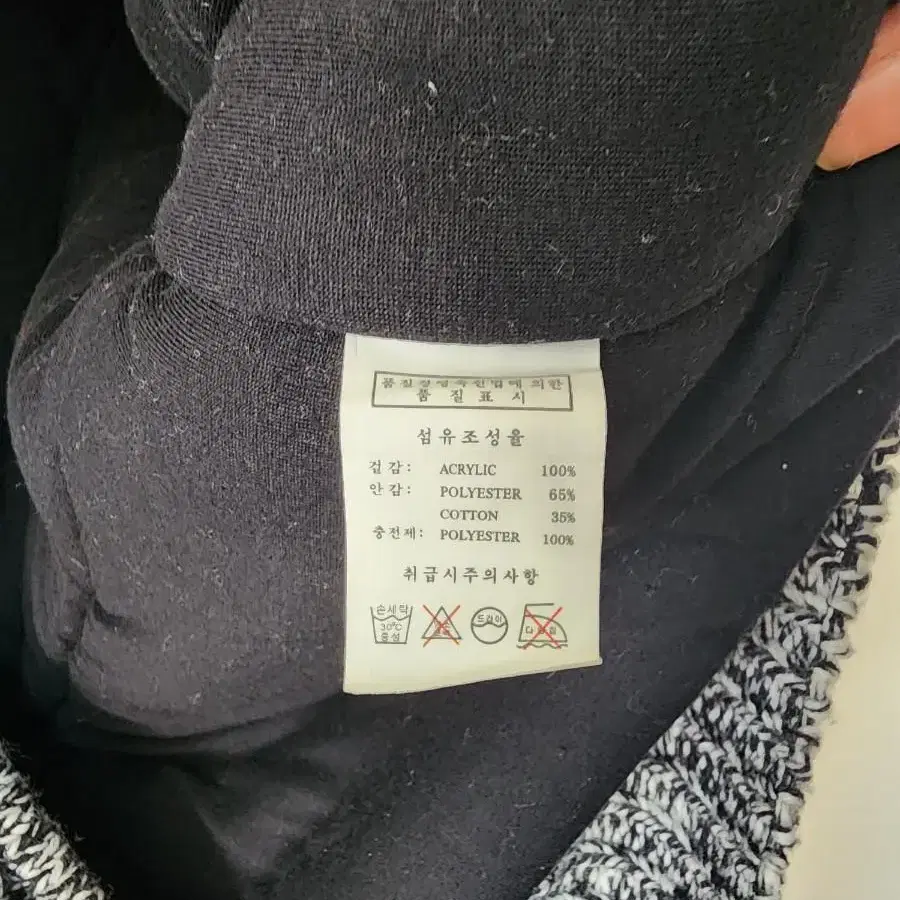 품질경영촉진법에 의한
품 질 표 시
섬유조성율
겉감: ACRYLIC 100%
안감: POLYESTER 65%
COTTON 35%
충전제: POLYESTER 100%
취급시주의사항
손세탁
30℃
중성
드라이